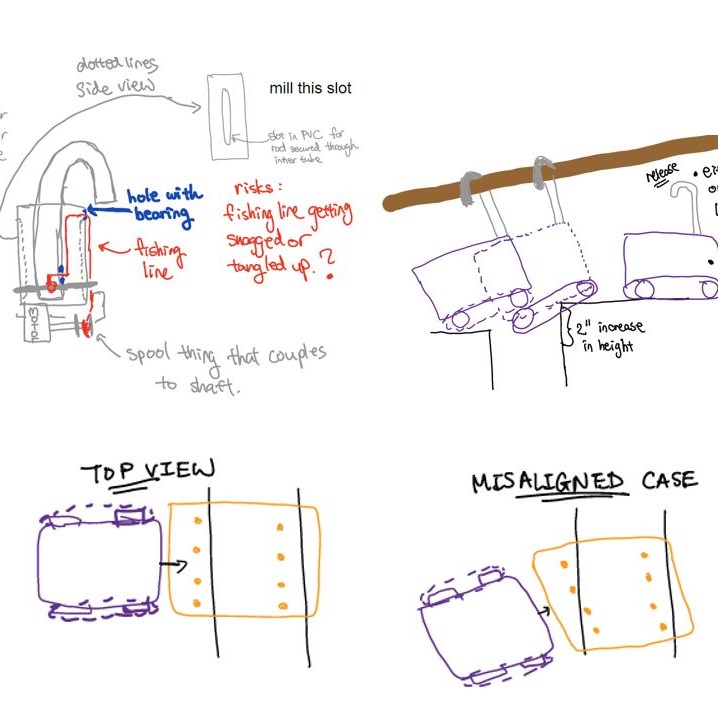 dotted lines
side view
mill this slot
slot in PVC for
rod secured through
inner tube
hole with
bearing
risks:
fishing line getting
snagged or
tangled up.?
fishing
line
motor
spool thing that couples
to shaft.
release
2" increase
in height
TOP VIEW
MISALIGNED CASE